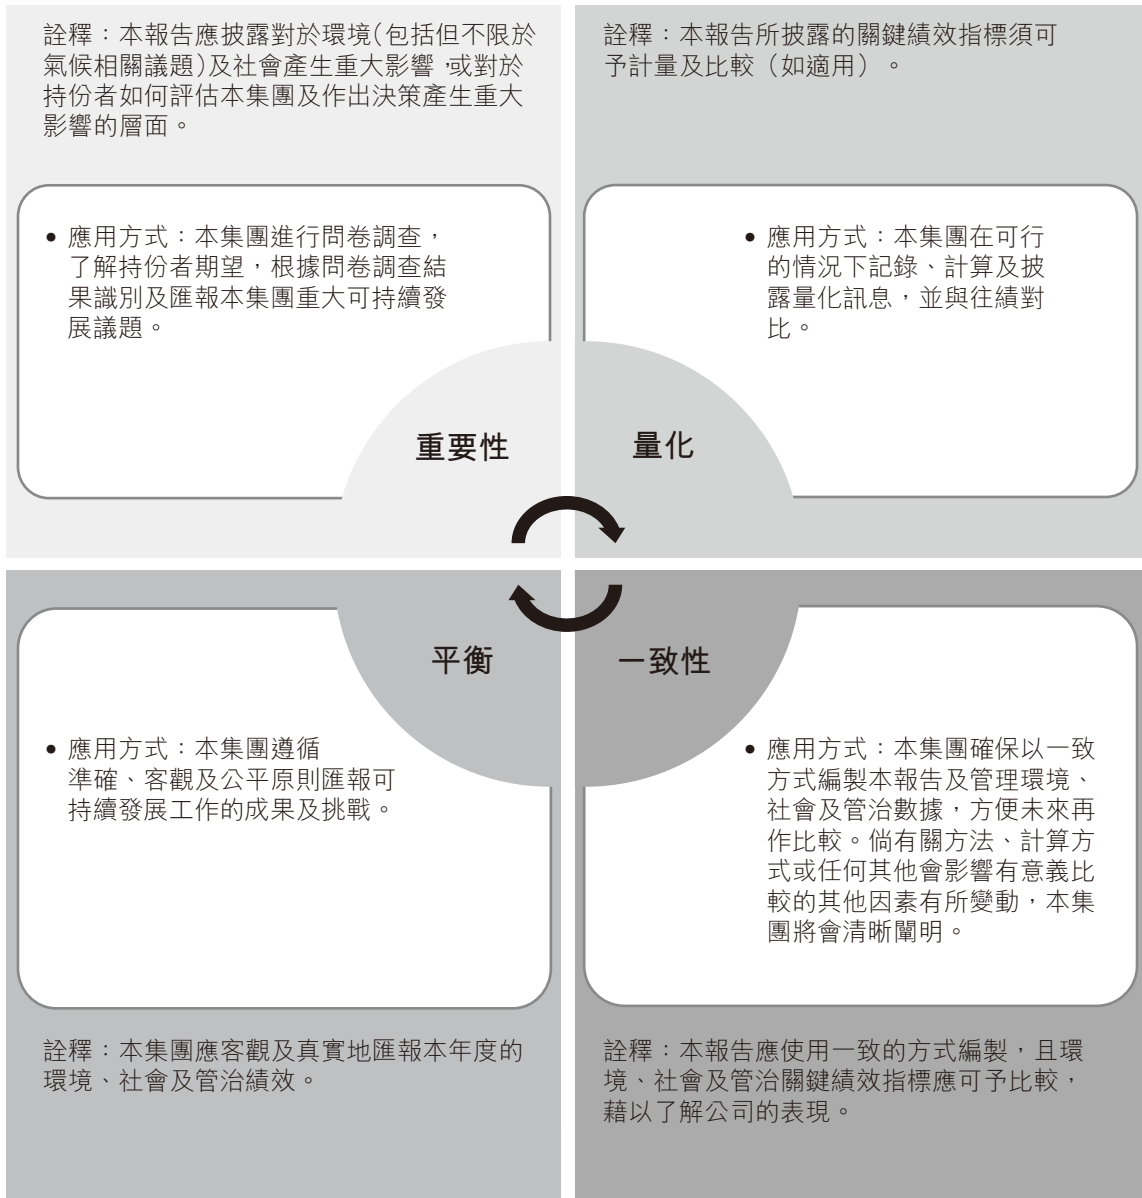 詮釋：本報告應披露對於環境（包括但不限於
氣候相關議題）及社會產生重大影響，或對於
持份者如何評估本集團及作出決策產生重大
影響的層面。
• 應用方式：本集團進行問卷調查，
了解持份者期望，根據問卷調查結
果識別及匯報本集團重大可持續發
展議題。
重要性
詮釋：本報告所披露的關鍵績效指標須可
予計量及比較（如適用）。
• 應用方式：本集團在可行
的情況下記錄、計算及披
露量化訊息，並與往績對
比。
量化
平衡
• 應用方式：本集團遵循
準確、客觀及公平原則匯報可
持續發展工作的成果及挑戰。
詮釋：本集團應客觀及真實地匯報本年度的
環境、社會及管治績效。
一致性
• 應用方式：本集團確保以一致
方式編製本報告及管理環境、
社會及管治數據，方便未來再
作比較。倘有關方法、計算方
式或任何其他會影響有意義比
較的其他因素有所變動，本集
團將會清晰闡明。
詮釋：本報告應使用一致的方式編製，且環
境、社會及管治關鍵績效指標應可予比較，
藉以了解公司的表現。